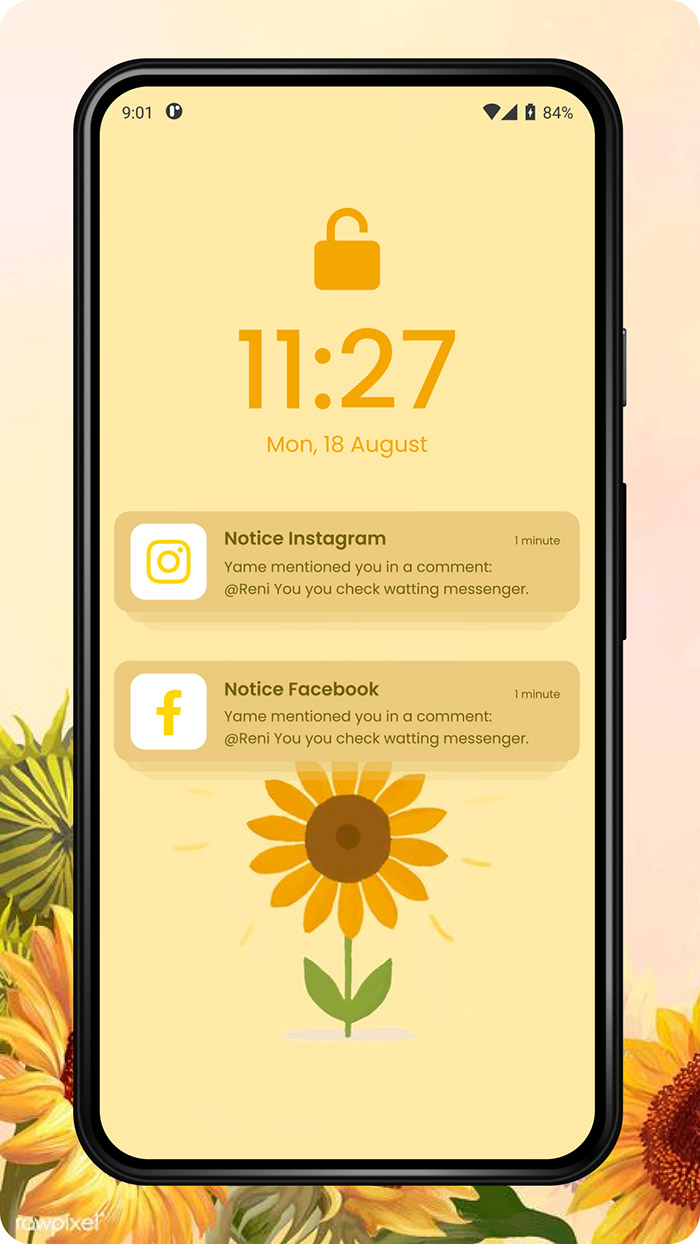 9:01
84%
11:27
Mon, 18 August
Notice Instagram
1 minute
Yame mentioned you in a comment:
@Reni You you check watting messenger.
Notice Facebook
1 minute
Yame mentioned you in a comment:
@Reni You you check watting messenger.
rawpixel